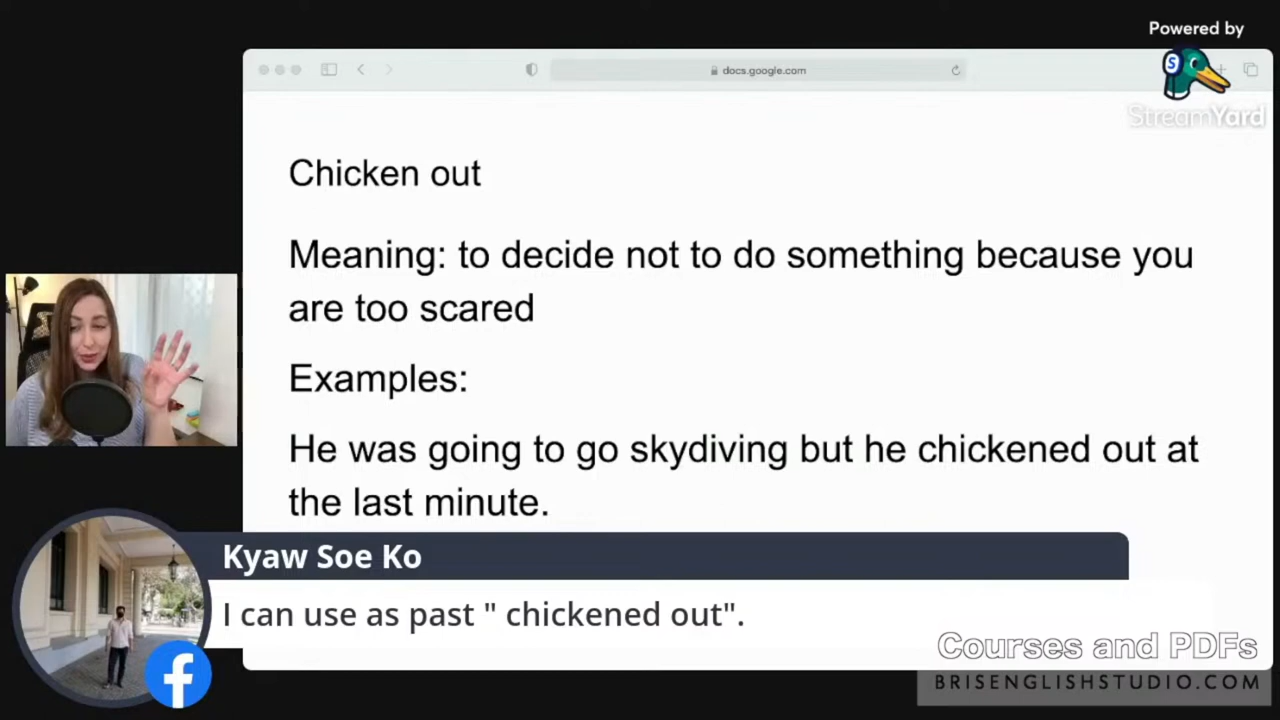 Powered by
S
StreamYard
docs.google.com
Chicken out
Meaning: to decide not to do something because you
are too scared
Examples:
He was going to go skydiving but he chickened out at
the last minute.
Kyaw Soe Ko
I can use as past " chickened out".
f
Courses and PDFs
BRISENGLISHSTUDIO.COM